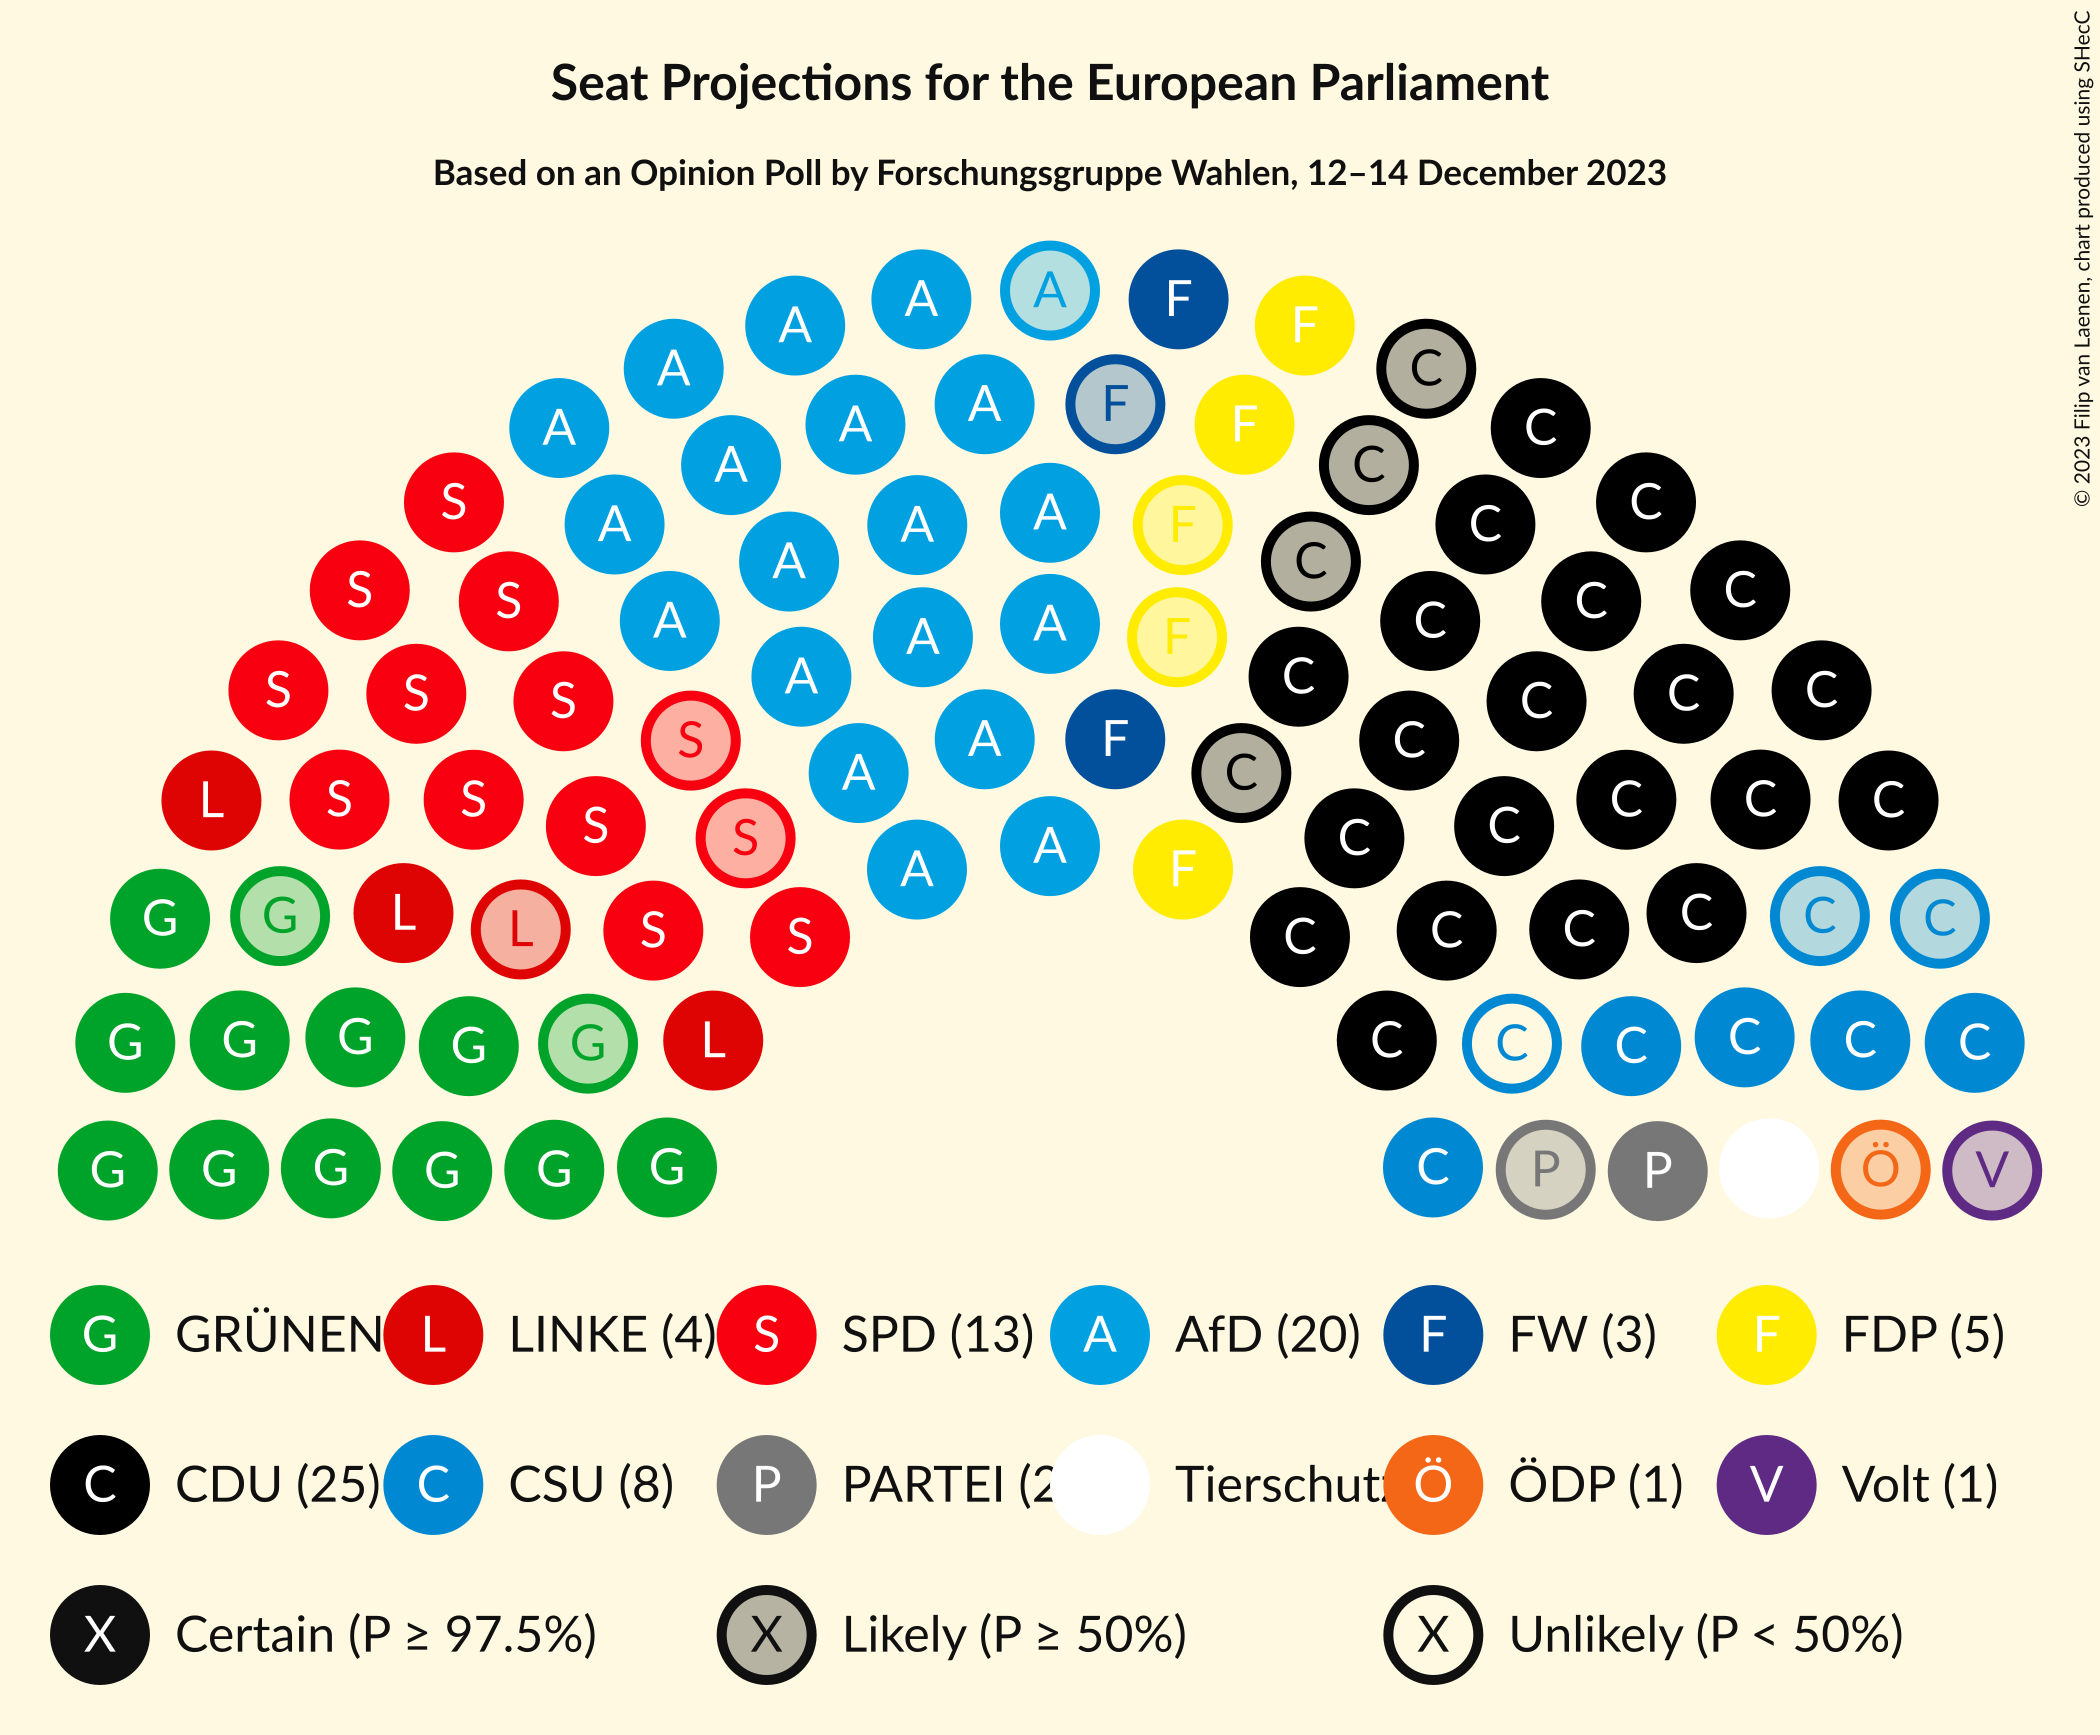 Seat Projections for the European Parliament
Based on an Opinion Poll by Forschungsgruppe Wahlen, 12–14 December 2023
© 2023 Filip van Laenen, chart produced using SHecC
A
A F
A F
A C
A F
A A F C
A C
S A C
A A F C
A C
S C
S C
A A C
A F
A C
S S S C C C
S A F C
A C
L S S C C C
S C
S A C
A F
G G L L S S C C C C C C
G G G G G L C C C C C C
G G G G G G C P P Ö V
G GRÜNEN L LINKE (4) S SPD (13) A AfD (20) F FW (3) F FDP (5)
C CDU (25) C CSU (8) P PARTEI (2 Tierschutz Ö ÖDP (1) V Volt (1)
X Certain (P ≥ 97.5%) X Likely (P ≥ 50%) X Unlikely (P < 50%)